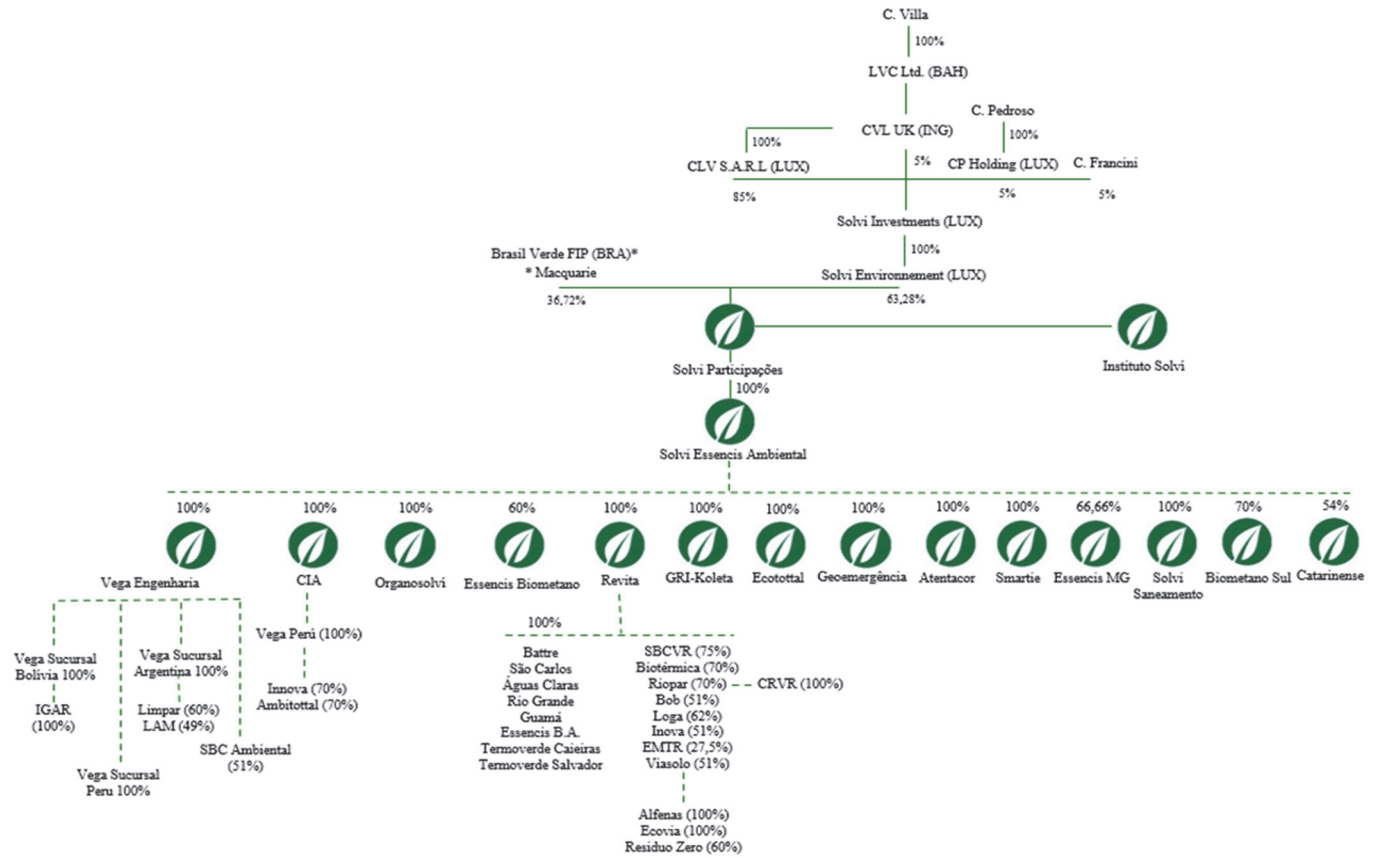 C. Villa
100%
LVC Ltd. (BAH)
C. Pedroso
CVL UK (ING)
100%
100%
5%
CLV S.A.R.L (LUX)
CP Holding (LUX)
C. Francini
85%
5%
5%
Solvi Investments (LUX)
100%
Brasil Verde FIP (BRA)*
* Macquarie
Solvi Environnement (LUX)
36,72%
63,28%
Solvi Participações
Instituto Solvi
100%
Solvi Essencis Ambiental
100%
100%
100%
60%
100%
100%
100%
100%
100%
100%
66,66%
100%
70%
54%
Vega Engenharia
CIA
Organosolvi
Essencis Biometano
Revita
GRI-Koleta
Ecotottal
Geoemergência
Atentacor
Smartie
Essencis MG
Solvi
Saneamento
Biometano Sul
Catarinense
Vega Sucursal
Bolivia 100%
IGAR
(100%)
Vega Sucursal
Peru 100%
Vega Sucursal
Argentina 100%
Limpar (60%)
LAM (49%)
SBC Ambiental
(51%)
Vega Perú (100%)
Innova (70%)
Ambitottal (70%)
100%
Battre
São Carlos
Águas Claras
Rio Grande
Guamá
Essencis B.A.
Termoverde Caieiras
Termoverde Salvador
SBCVR (75%)
Biotérmica (70%)
Riopar (70%)
CRVR (100%)
Bob (51%)
Loga (62%)
Inova (51%)
EMTR (27,5%)
Viasolo (51%)
Alfenas (100%)
Ecovia (100%)
Residuo Zero (60%)